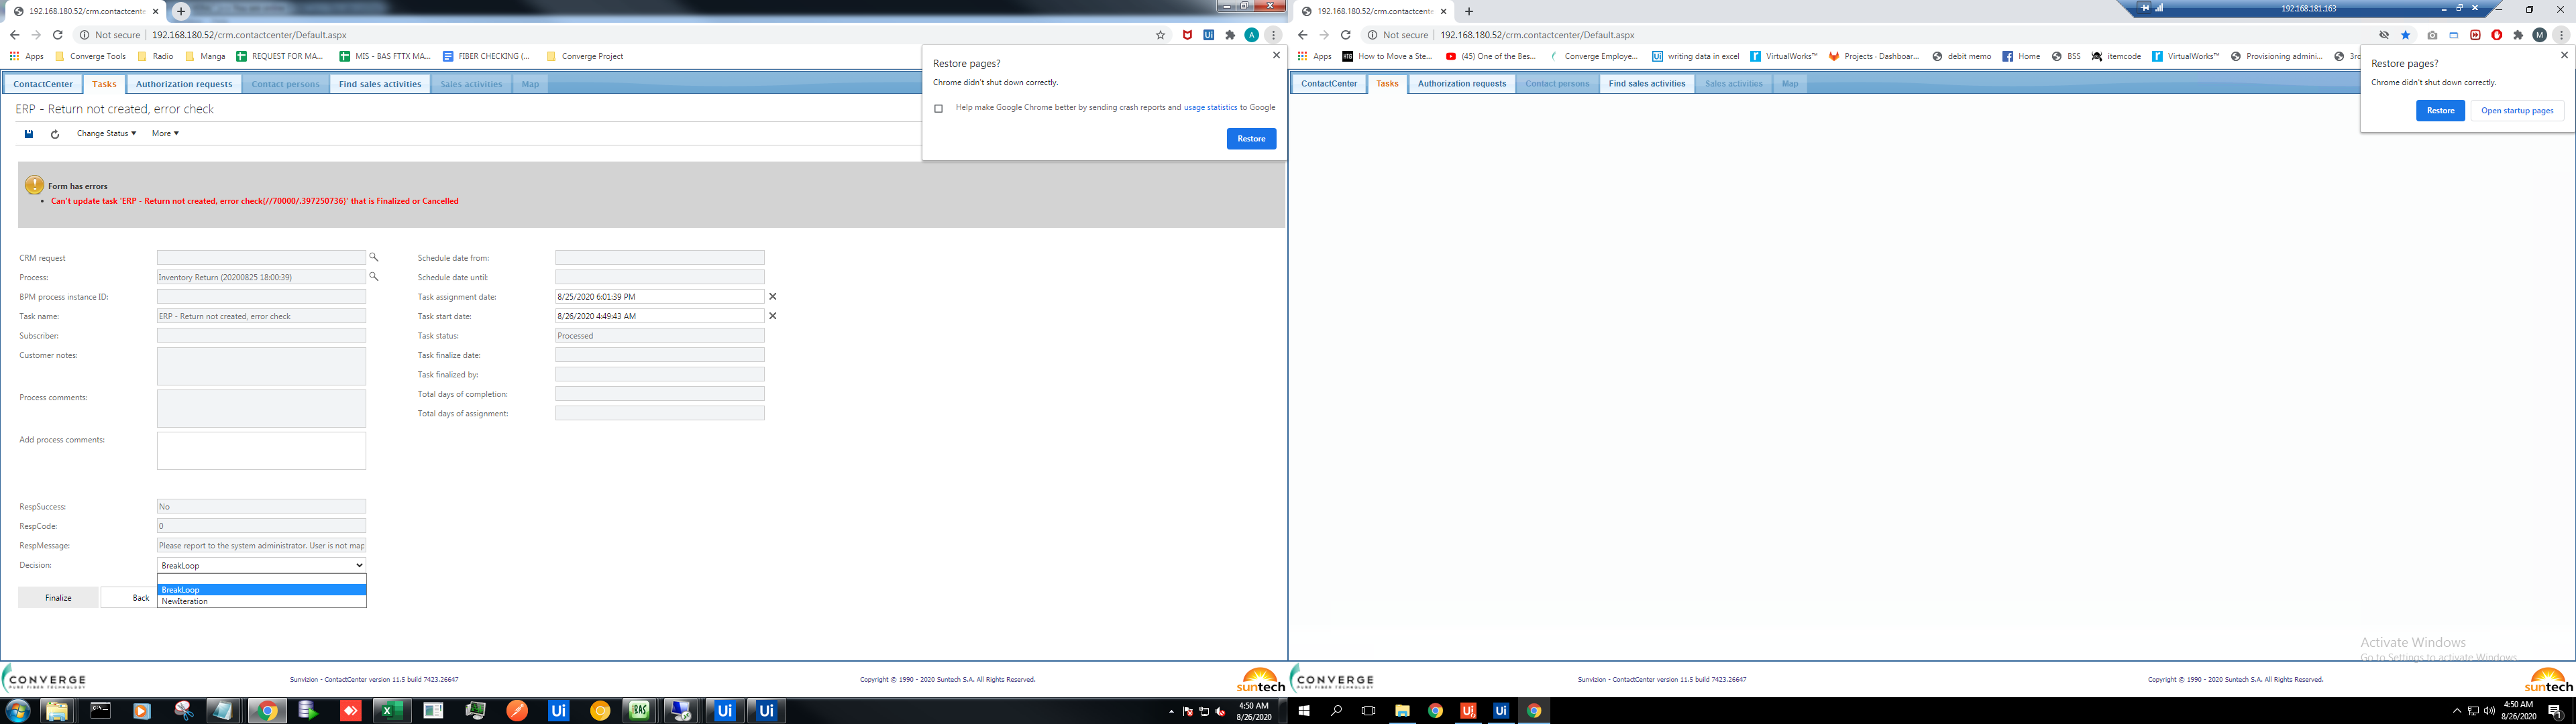 192.168.180.52/crm.contactcente
Not secure | 192.168.180.52/crm.contactcenter/Default.aspx
Apps
Converge Tools
Radio
Manga
REQUEST FOR MA...
MIS - BAS FTTX MA...
FIBER CHECKING (...
Converge Project
ContactCenter
Tasks
Authorization requests
Contact persons
Find sales activities
Sales activities
Map
ERP - Return not created, error check
Change Status
More
Restore pages?
Chrome didn't shut down correctly.
Help make Google Chrome better by sending crash reports and usage statistics to Google
Restore
Form has errors
Can't update task 'ERP - Return not created, error check(//70000/.397250736)' that is Finalized or Cancelled
CRM request
Process: Inventory Return (20200825 18:00:39)
BPM process instance ID:
Task name: ERP - Return not created, error check
Subscriber:
Customer notes:
Process comments:
Add process comments:
RespSuccess: No
RespCode: 0
RespMessage: Please report to the system administrator. User is not map
Decision: BreakLoop
BreakLoop
NewIteration
Finalize
Back
Schedule date from:
Schedule date until:
Task assignment date: 8/25/2020 6:01:39 PM
Task start date: 8/26/2020 4:49:43 AM
Task status: Processed
Task finalize date:
Task finalized by:
Total days of completion:
Total days of assignment:
CONVERGE
PURE FIBER TECHNOLOGY
Sunvizion - ContactCenter version 11.5 build 7423.26647
Copyright © 1990 - 2020 Suntech S.A. All Rights Reserved.
suntech
Ui
BAS
Ui
Ui
4:50 AM
8/26/2020
192.168.180.52/crm.contactcente
192.168.181.163
Not secure | 192.168.180.52/crm.contactcenter/Default.aspx
M
Apps
How to Move a Ste...
(45) One of the Bes...
Converge Employe...
writing data in excel
VirtualWorks™
Projects - Dashboar...
debit memo
Home
BSS
itemcode
VirtualWorks™
Provisioning admini...
ContactCenter
Tasks
Authorization requests
Contact persons
Find sales activities
Sales activities
Map
Restore pages?
Chrome didn't shut down correctly.
Restore
Open startup pages
Activate Windows
Go to Settings to activate Windows.
CONVERGE
PURE FIBER TECHNOLOGY
Sunvizion - ContactCenter version 11.5 build 7423.26647
Copyright © 1990 - 2020 Suntech S.A. All Rights Reserved.
suntech
Ui
Ui
4:50 AM
8/26/2020